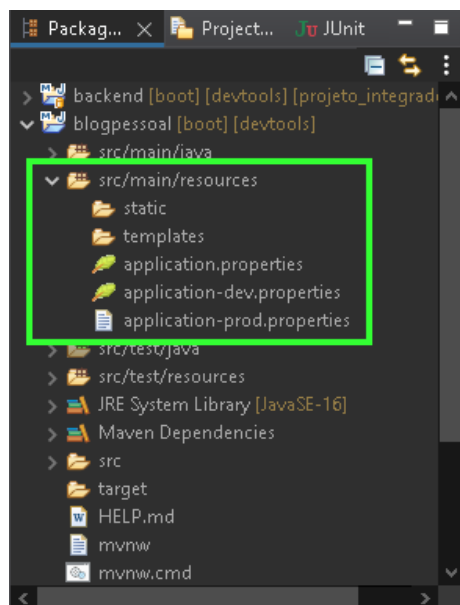 Packag... Project... JUnit
backend [boot] [devtools] [projeto_integrad
blogpessoal [boot] [devtools]
src/main/java
src/main/resources
static
templates
application.properties
application-dev.properties
application-prod.properties
src/test/java
src/test/resources
JRE System Library [JavaSE-16]
Maven Dependencies
src
target
HELP.md
mvnw
mvnw.cmd